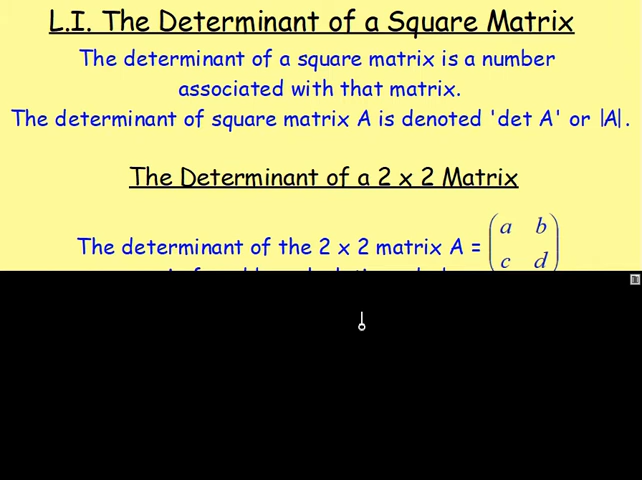 L.I. The Determinant of a Square Matrix
The determinant of a square matrix is a number
associated with that matrix.
The determinant of square matrix A is denoted 'det A' or |A|.
The Determinant of a 2 x 2 Matrix
The determinant of the 2 x 2 matrix A =
a b
c d